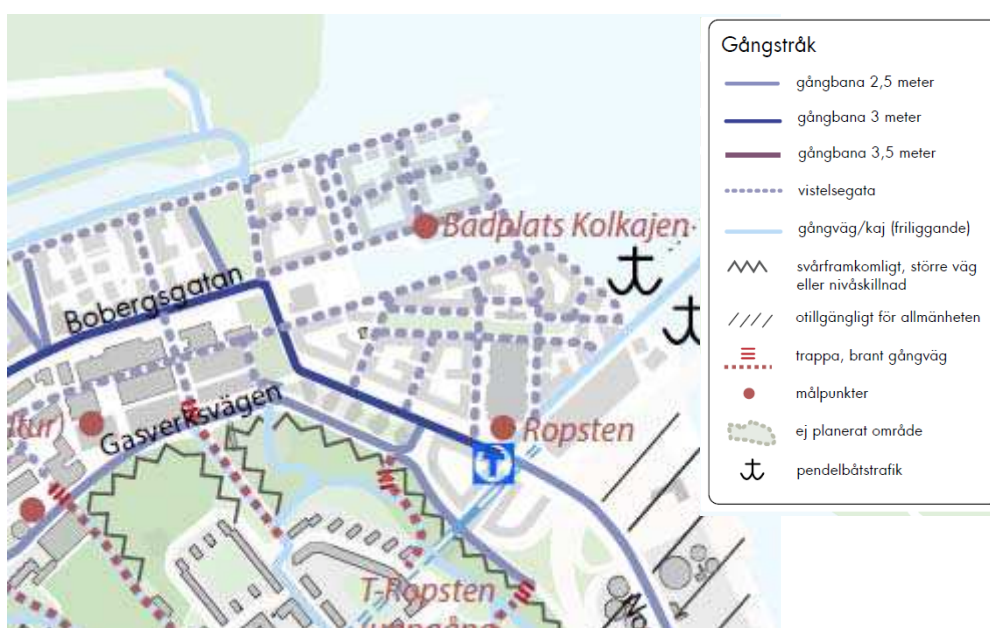 Gångstråk
gångbana 2,5 meter
gångbana 3 meter
gångbana 3,5 meter
vistelsegata
gångväg/kaj (friliggande)
svårframkomligt, större väg
eller nivåskillnad
otillgängligt för allmänheten
trappa, brant gångväg
målpunkter
ej planerat område
pendelbåtstrafik
Badplats Kolkajen
Bobergsgatan
Gasverksvägen
ltur)
Ropsten
T
T-Ropsten